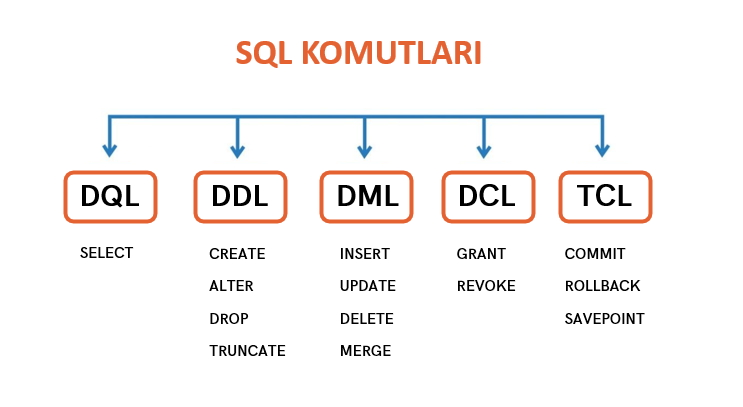 SQL KOMUTLARI
DQL DDL DML DCL TCL
SELECT CREATE INSERT GRANT COMMIT
ALTER UPDATE REVOKE ROLLBACK
DROP DELETE SAVEPOINT
TRUNCATE MERGE